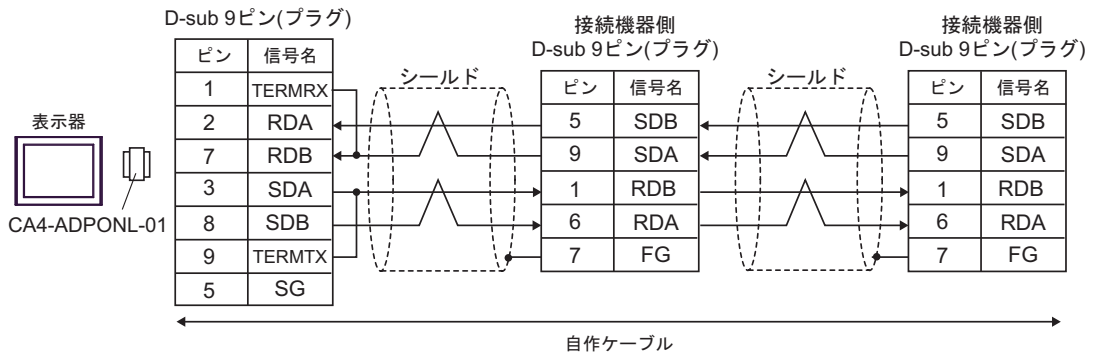 D-sub 9ピン(プラグ)
ピン 信号名
1 TERMRX
2 RDA
7 RDB
3 SDA
8 SDB
9 TERMTX
5 SG
表示器
CA4-ADPONL-01
シールド
接続機器側
D-sub 9ピン(プラグ)
ピン 信号名
5 SDB
9 SDA
1 RDB
6 RDA
7 FG
シールド
接続機器側
D-sub 9ピン(プラグ)
ピン 信号名
5 SDB
9 SDA
1 RDB
6 RDA
7 FG
自作ケーブル